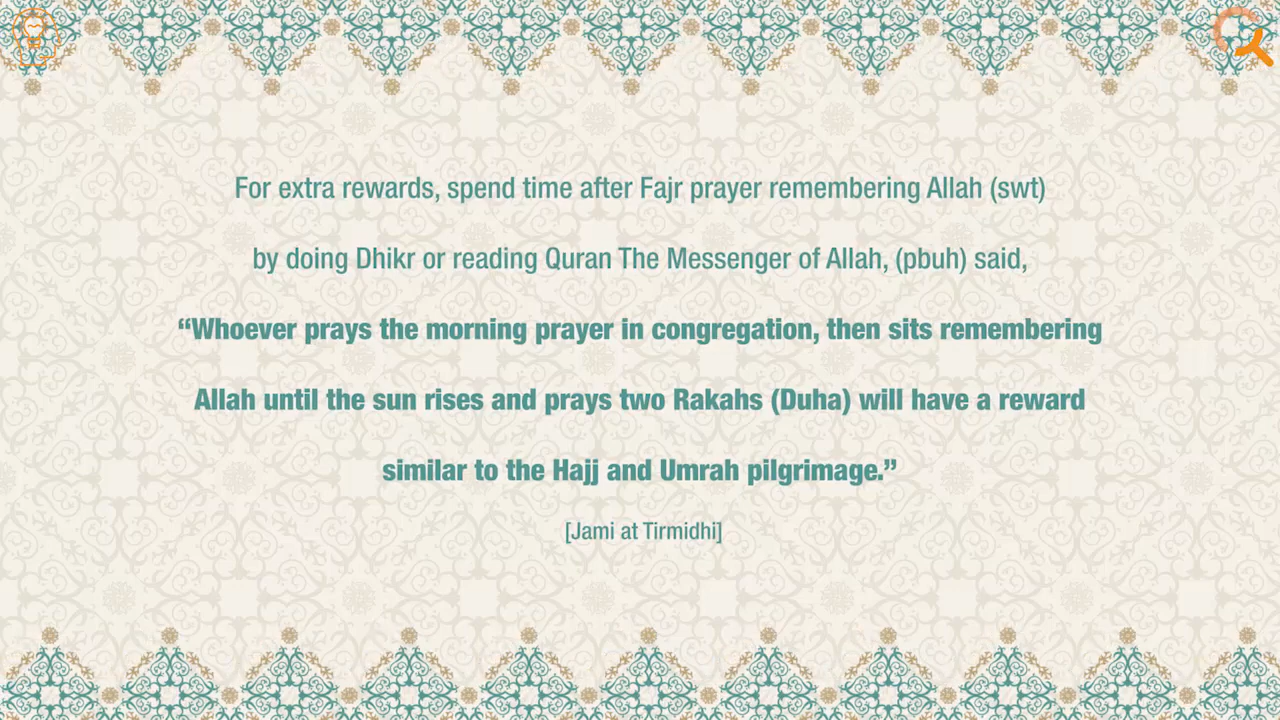 For extra rewards, spend time after Fajr prayer remembering Allah (swt)
by doing Dhikr or reading Quran The Messenger of Allah, (pbuh) said,
“Whoever prays the morning prayer in congregation, then sits remembering
Allah until the sun rises and prays two Rakahs (Duha) will have a reward
similar to the Hajj and Umrah pilgrimage.”
[Jami at Tirmidhi]